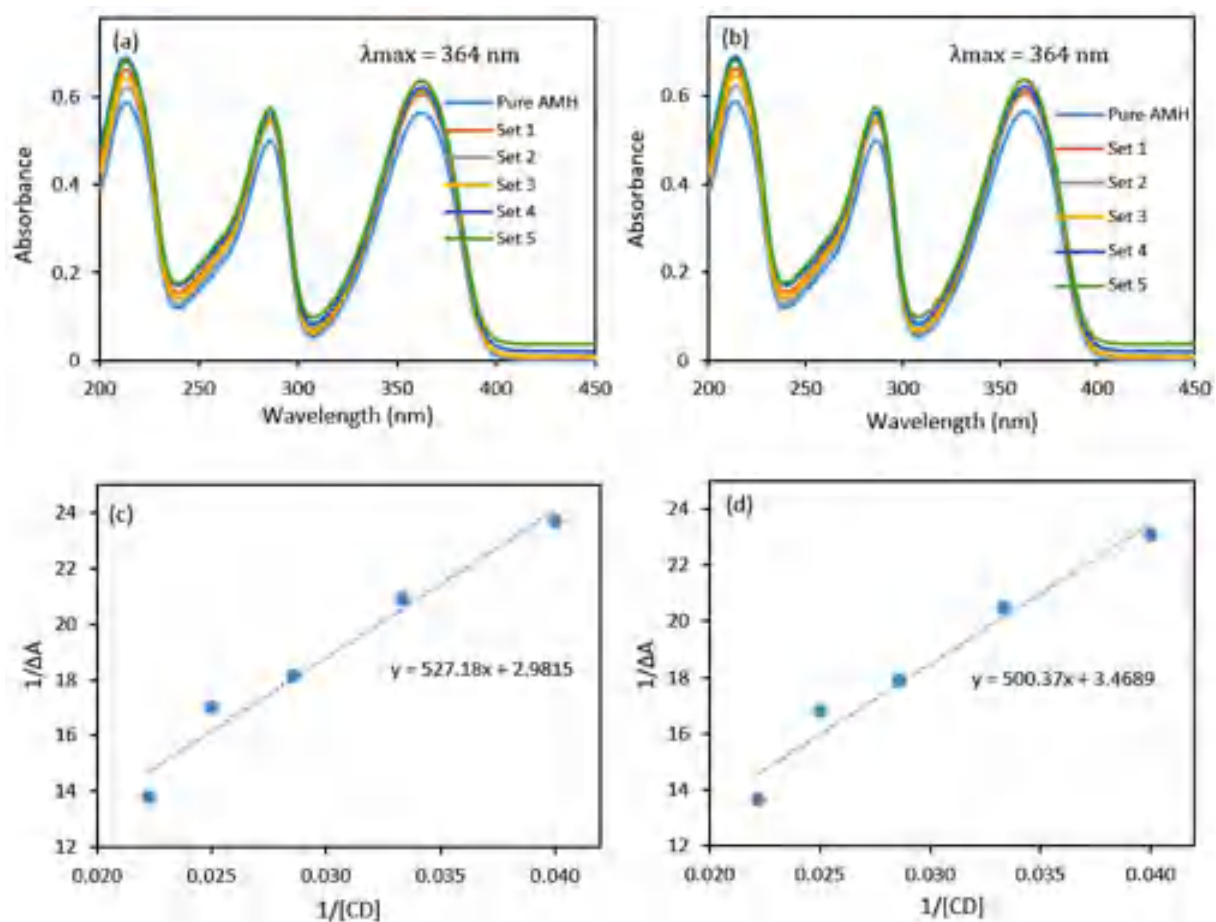 (a)
λmax = 364 nm
0.6
0.4
0.2
0
Absorbance
Pure AMH
Set 1
Set 2
Set 3
Set 4
Set 5
200 250 300 350 400 450
Wavelength (nm)
(b)
λmax = 364 nm
0.6
0.4
0.2
0
Absorbance
Pure AMH
Set 1
Set 2
Set 3
Set 4
Set 5
200 250 300 350 400 450
Wavelength (nm)
(c)
24
22
20
18
16
14
12
1/ΔA
y = 527.18x + 2.9815
0.020 0.025 0.030 0.035 0.040
1/[CD]
(d)
24
22
20
18
16
14
12
1/ΔA
y = 500.37x + 3.4689
0.020 0.025 0.030 0.035 0.040
1/[CD]